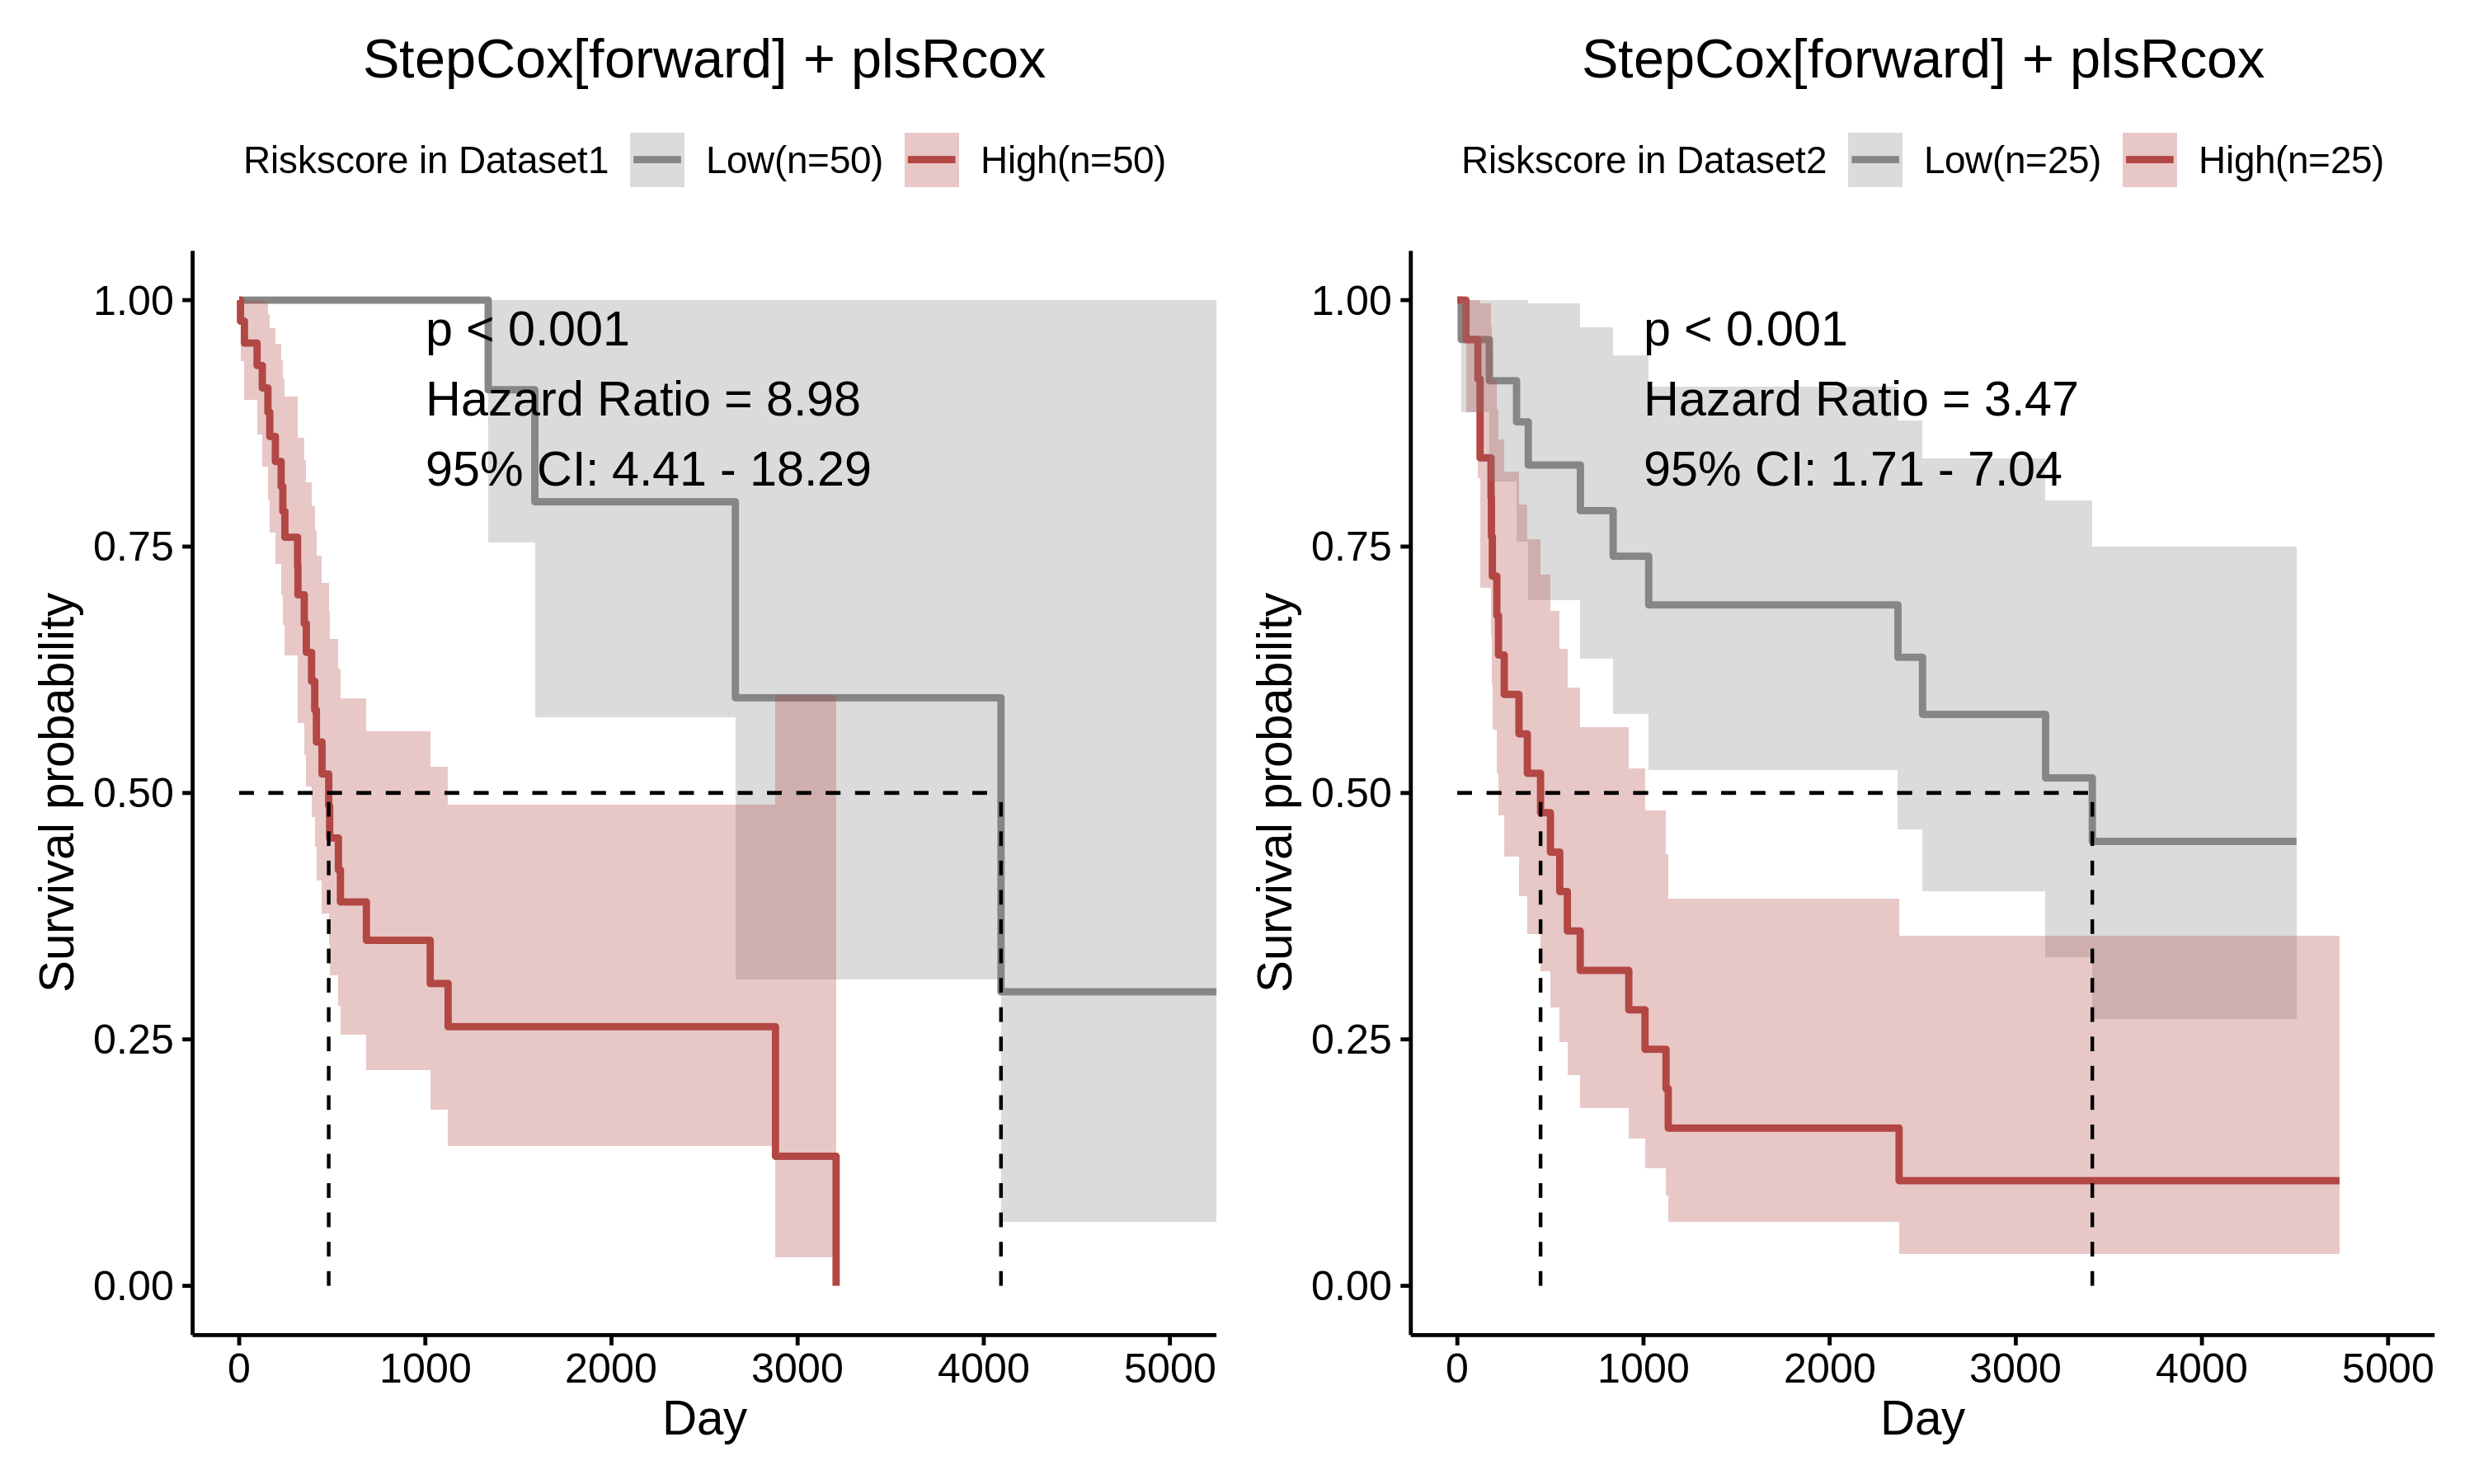 StepCox[forward] + plsRcox
Riskscore in Dataset1 Low(n=50) High(n=50)
p < 0.001
Hazard Ratio = 8.98
95% CI: 4.41 - 18.29
Survival probability
1.00
0.75
0.50
0.25
0.00
0 1000 2000 3000 4000 5000
Day
StepCox[forward] + plsRcox
Riskscore in Dataset2 Low(n=25) High(n=25)
p < 0.001
Hazard Ratio = 3.47
95% CI: 1.71 - 7.04
Survival probability
1.00
0.75
0.50
0.25
0.00
0 1000 2000 3000 4000 5000
Day